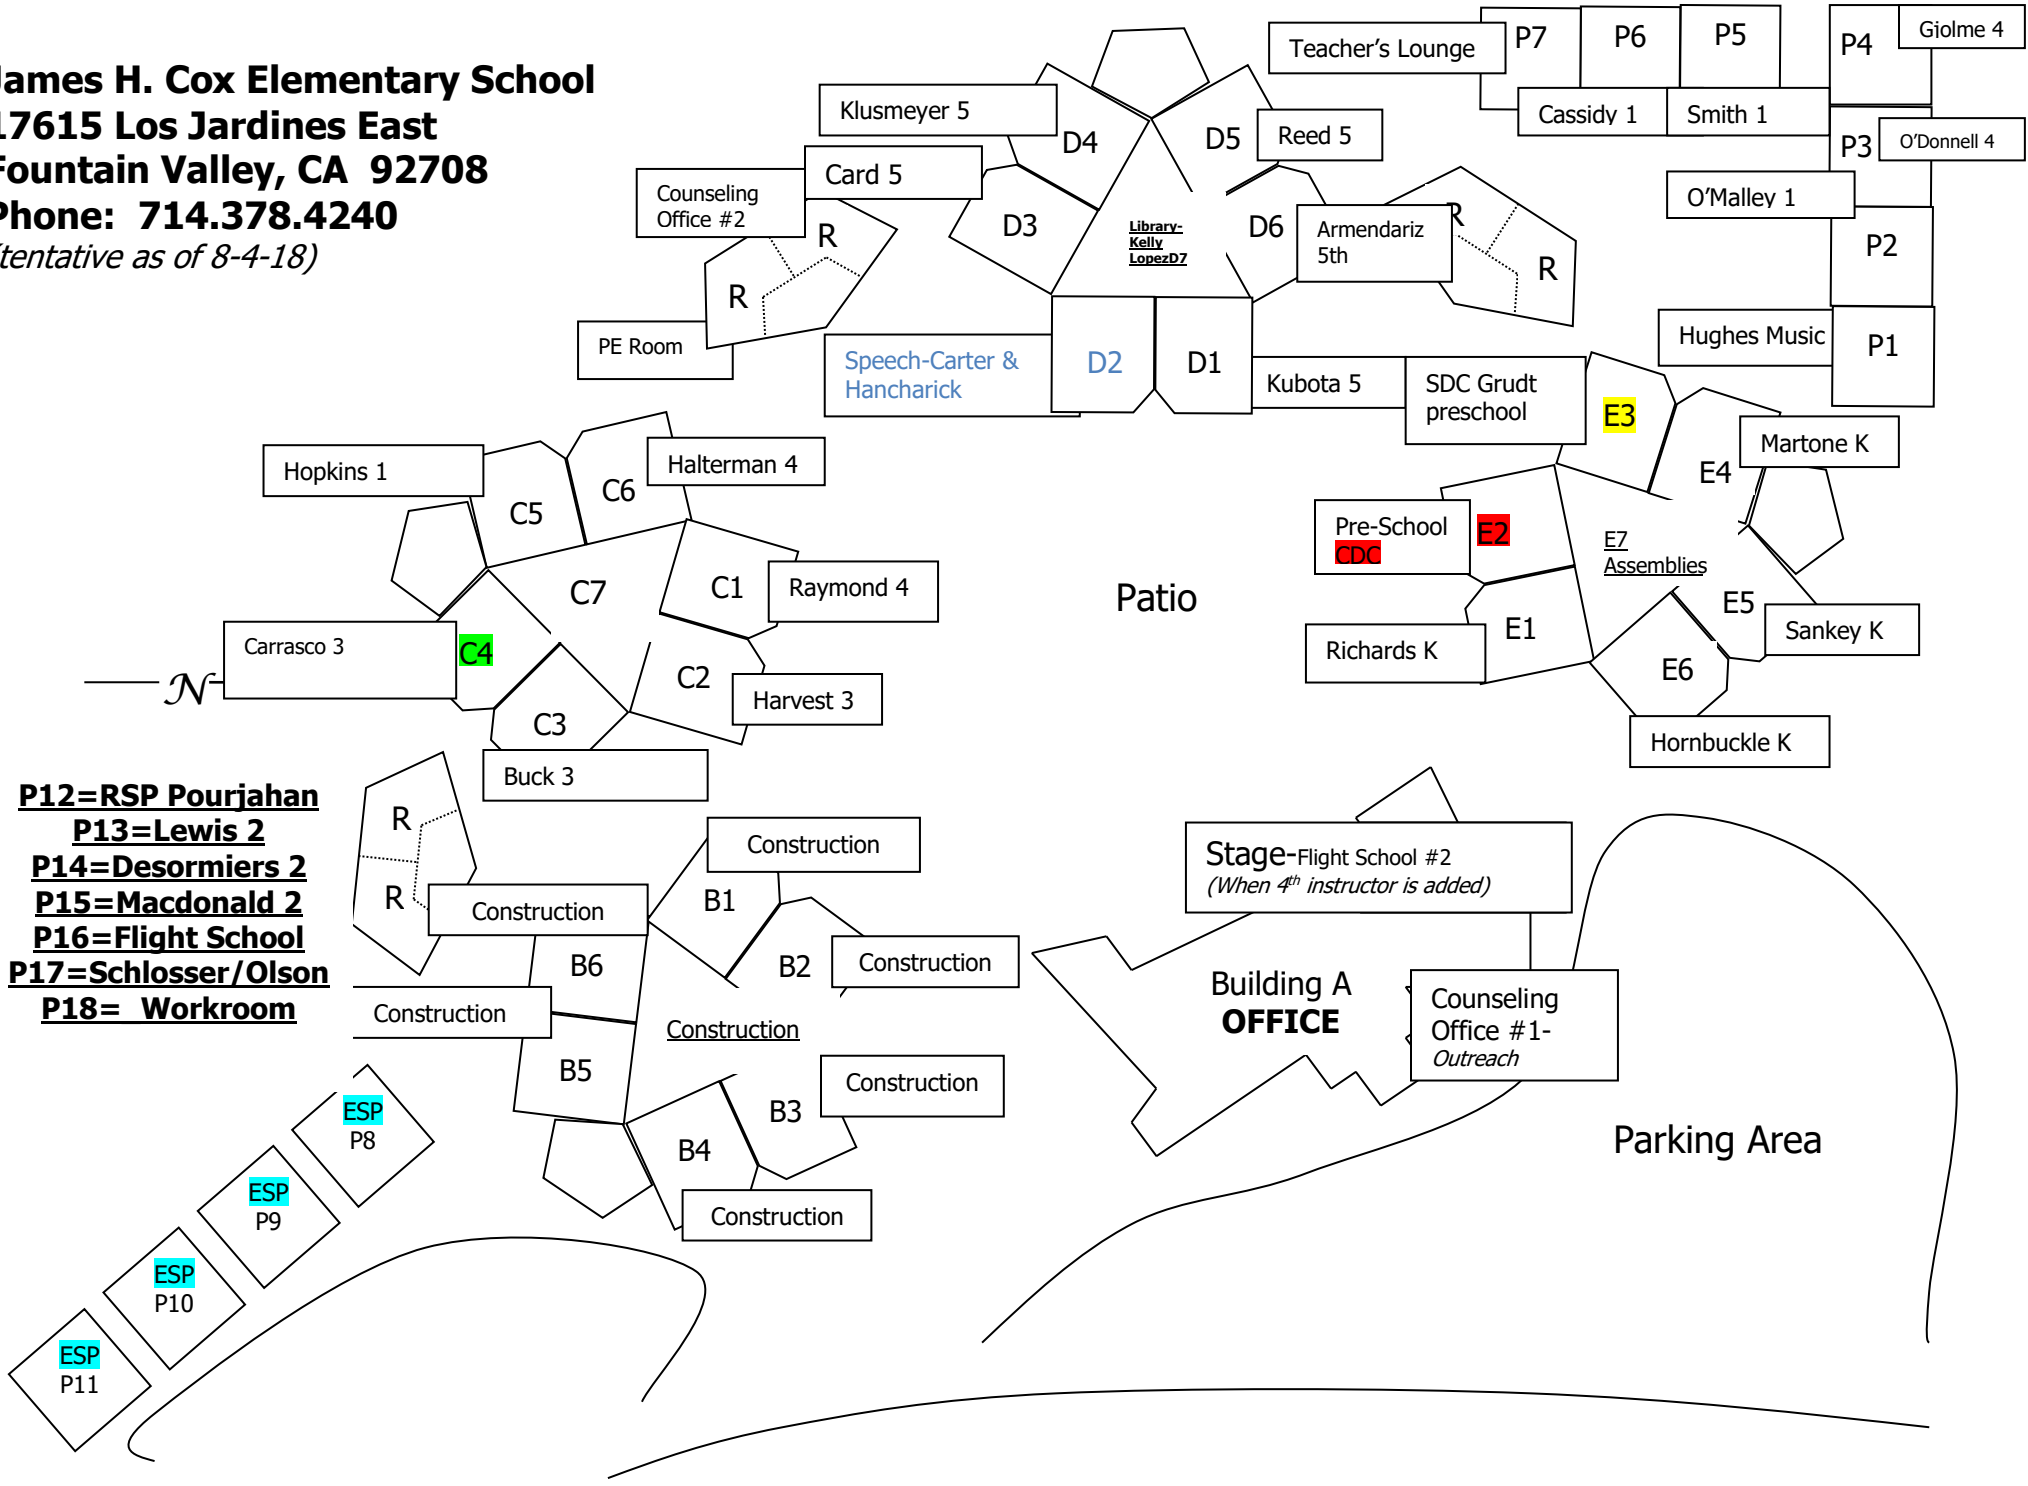 James H. Cox Elementary School
17615 Los Jardines East
Fountain Valley, CA 92708
Phone: 714.378.4240
(tentative as of 8-4-18)
Teacher's Lounge
P7
P6
P5
P4
Gjolme 4
Cassidy 1
Smith 1
P3
O'Donnell 4
O'Malley 1
P2
Hughes Music
P1
Klusmeyer 5
D4
D5
Reed 5
Card 5
Counseling
Office #2
R
R
PE Room
D3
Library-
Kelly
LopezD7
D6
Armendariz
5th
R
R
Speech-Carter &
Hancharick
D2
D1
Kubota 5
SDC Grudt
preschool
E3
Martone K
E4
Pre-School
CDC
E2
E7
Assemblies
E1
Richards K
E5
Sankey K
E6
Hornbuckle K
Patio
Hopkins 1
C5
C6
Halterman 4
C7
C1
Raymond 4
Carrasco 3
C4
N
C2
Harvest 3
C3
Buck 3
P12=RSP Pourjahan
P13=Lewis 2
P14=Desormiers 2
P15=Macdonald 2
P16=Flight School
P17=Schlosser/Olson
P18= Workroom
R
R
Construction
B1
Construction
B6
B2
Construction
Construction
Construction
B5
B3
Construction
B4
Construction
Stage-Flight School #2
(When 4th instructor is added)
Building A
OFFICE
Counseling
Office #1-
Outreach
Parking Area
ESP
P8
ESP
P9
ESP
P10
ESP
P11